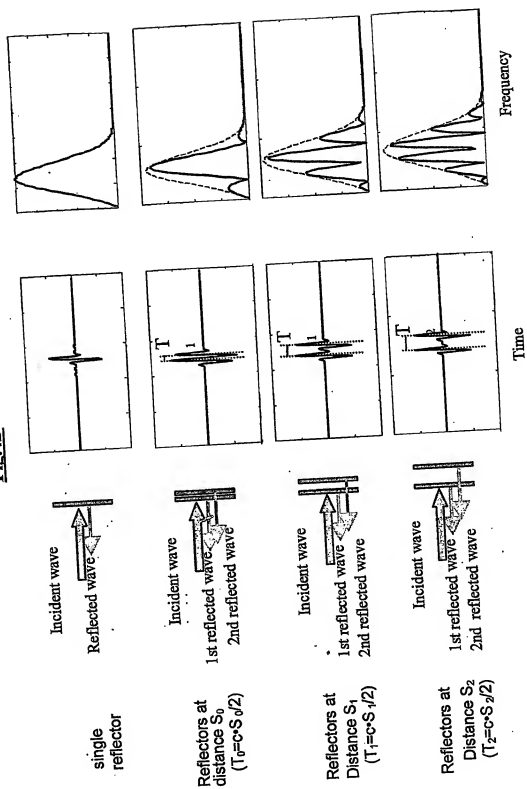 single
reflector
Incident wave
Reflected wave
Reflectors at
distance S0
(T0=c•S0/2)
Incident wave
1st reflected wave
2nd reflected wave
T
1
Reflectors at
Distance S1
(T1=c•S1/2)
Incident wave
1st reflected wave
2nd reflected wave
T
1
Reflectors at
Distance S2
(T2=c•S2/2)
Incident wave
1st reflected wave
2nd reflected wave
T
2
Time
Frequency